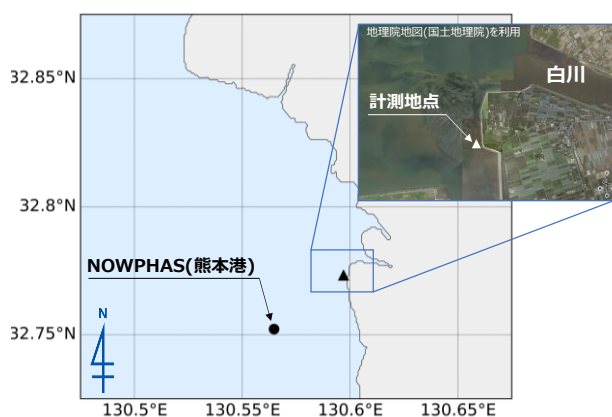 地理院地図(国土地理院)を利用
白川
計測地点
32.85°N
32.8°N
NOWPHAS(熊本港)
32.75°N
N
130.5°E
130.55°E
130.6°E
130.65°E